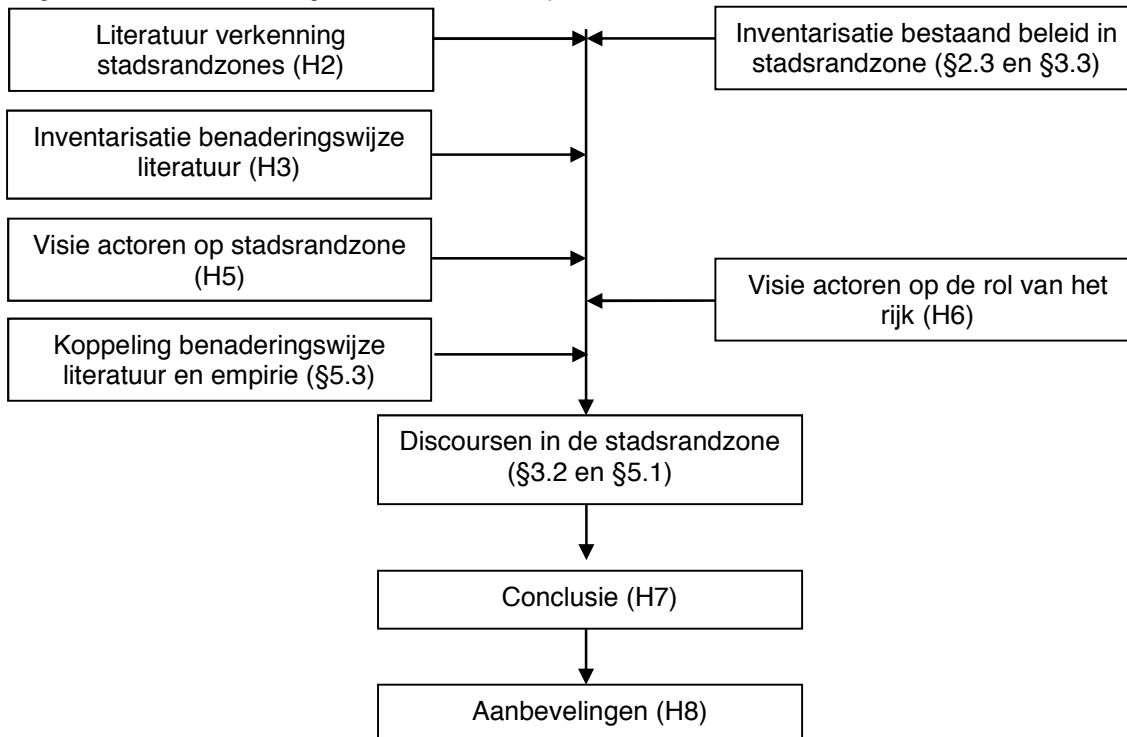 Literatuur verkenning
stadsrandzones (H2)
Inventarisatie bestaand beleid in
stadsrandzone (§2.3 en §3.3)
Inventarisatie benaderingswijze
literatuur (H3)
Visie actoren op stadsrandzone
(H5)
Visie actoren op de rol van het
rijk (H6)
Koppeling benaderingswijze
literatuur en empirie (§5.3)
Discoursen in de stadsrandzone
(§3.2 en §5.1)
Conclusie (H7)
Aanbevelingen (H8)